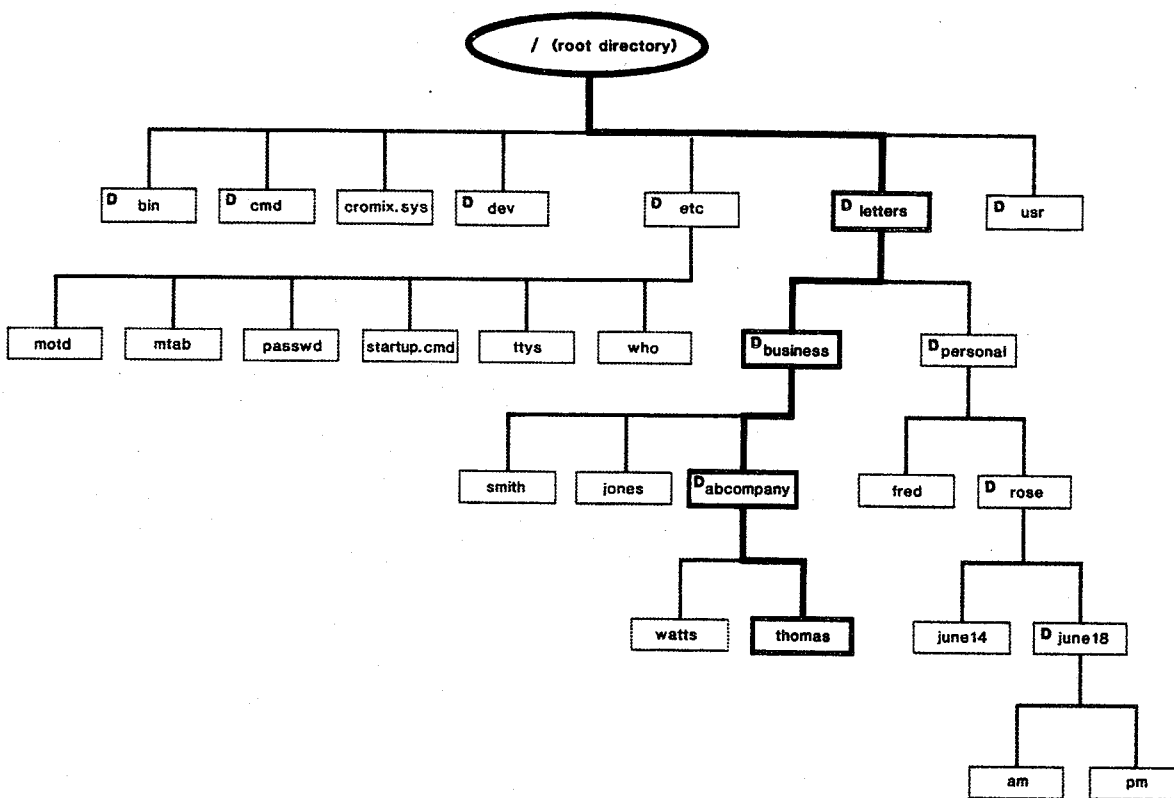 / (root directory)
D bin
D cmd
cromix.sys
D dev
D etc
D letters
D usr
motd
mtab
passwd
startup.cmd
ttys
who
D business
D personal
smith
jones
D abcompany
fred
D rose
watts
thomas
june14
D june18
am
pm